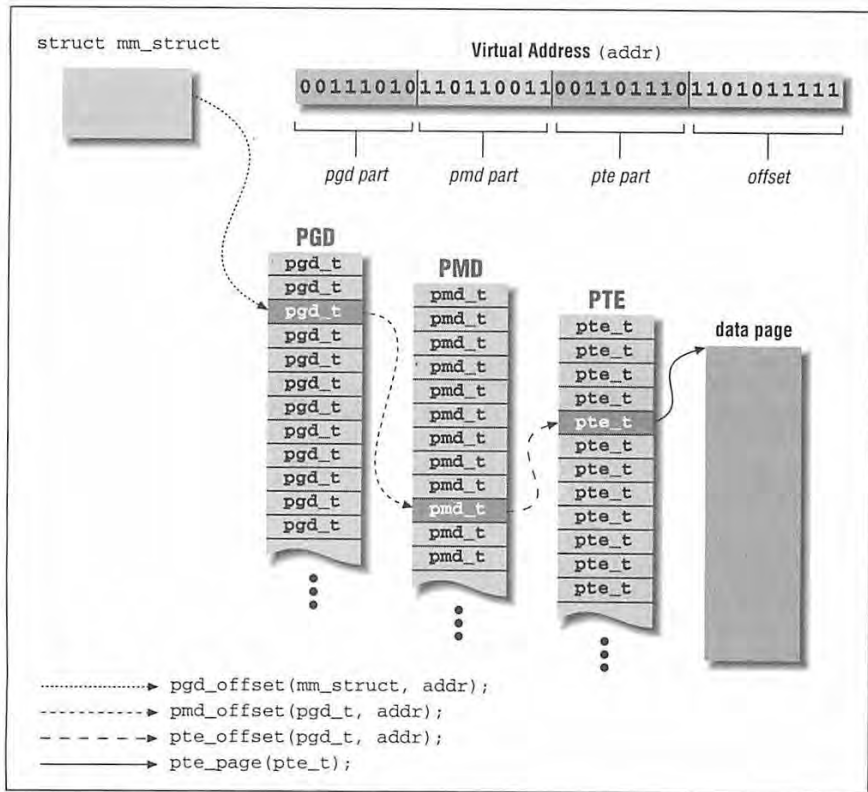 struct mm_struct
Virtual Address (addr)
00111010 110110011 001101110 1101011111
pgd part pmd part pte part offset
PGD
pgd_t
pgd_t
pgd_t
pgd_t
pgd_t
pgd_t
pgd_t
pgd_t
pgd_t
pgd_t
pgd_t
pgd_t
PMD
pmd_t
pmd_t
pmd_t
pmd_t
pmd_t
pmd_t
pmd_t
pmd_t
pmd_t
pmd_t
pmd_t
pmd_t
PTE
pte_t
pte_t
pte_t
pte_t
pte_t
pte_t
pte_t
pte_t
pte_t
pte_t
pte_t
pte_t
data page
pgd_offset(mm_struct, addr);
pmd_offset(pgd_t, addr);
pte_offset(pgd_t, addr);
pte_page(pte_t);